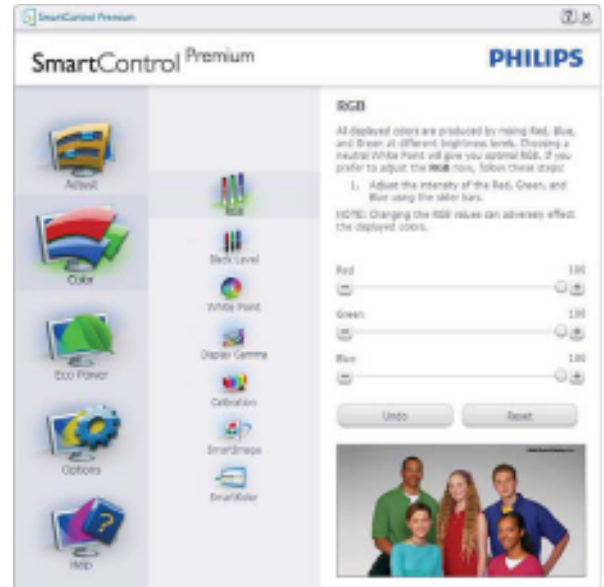 SmartControl Premium
SmartControl Premium
PHILIPS
Adjust
Color
Eco Power
Options
Help
RGB
Black Level
White Point
Display Gamma
Calibration
SmartImage
SmartKolor
RGB
All displayed colors are produced by mixing Red, Blue,
and Green at different brightness levels. Choosing a
neutral White Point will give you optimal RGB. If you
prefer to adjust the RGB now, follow these steps:
1. Adjust the intensity of the Red, Green, and
Blue using the slider bars.
NOTE: Changing the RGB values can adversely effect
the displayed colors.
Red 100
Green 100
Blue 100
Undo Reset